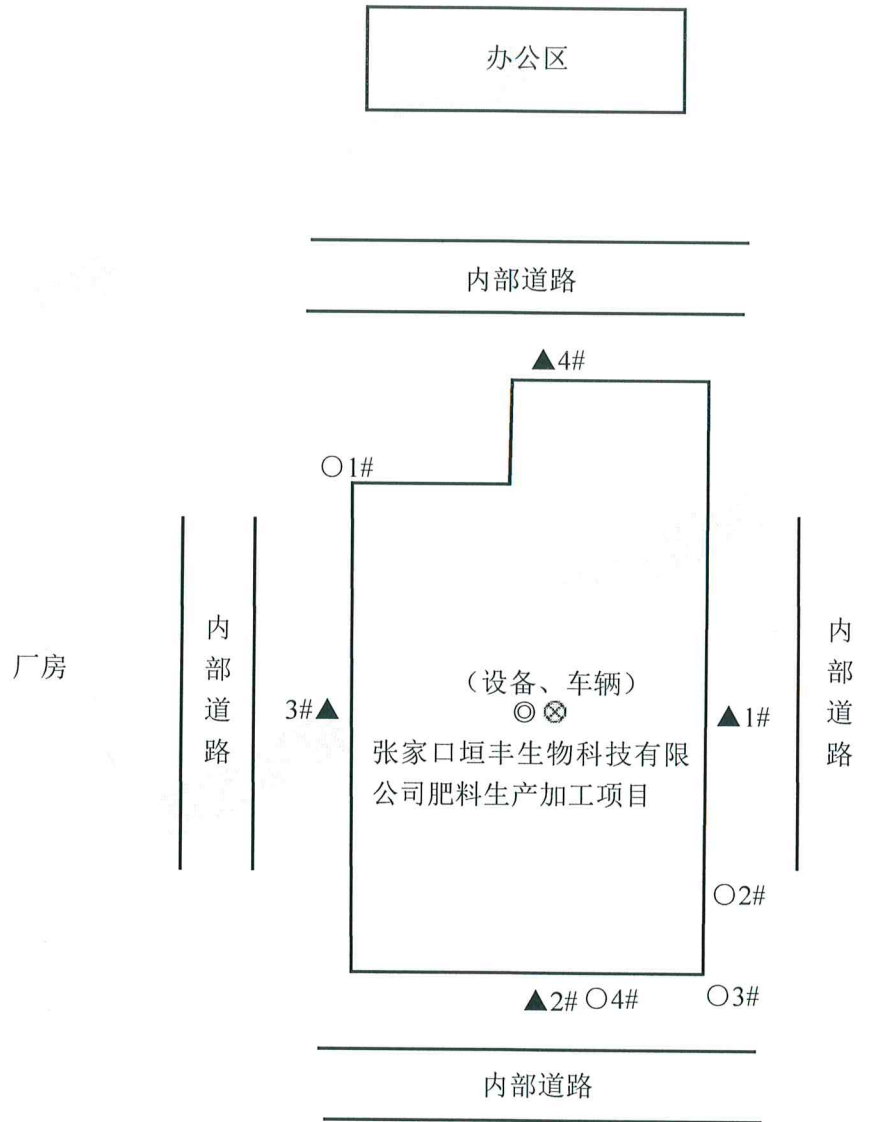 办公区
内部道路
▲4#
○1#
内部道路
厂房
内部道路
(设备、车辆)
3#▲
◎⊗
▲1#
张家口垣丰生物科技有限
公司肥料生产加工项目
○2#
▲2# ○4#
○3#
内部道路